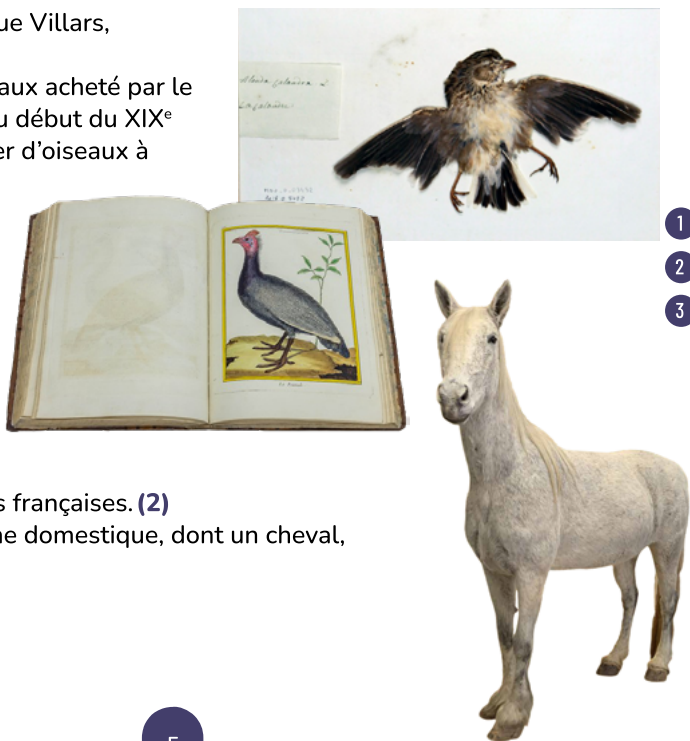 ue Villars,
aux acheté par le
u début du XIXe
er d’oiseaux à
1
2
3
s françaises. (2)
ne domestique, dont un cheval,